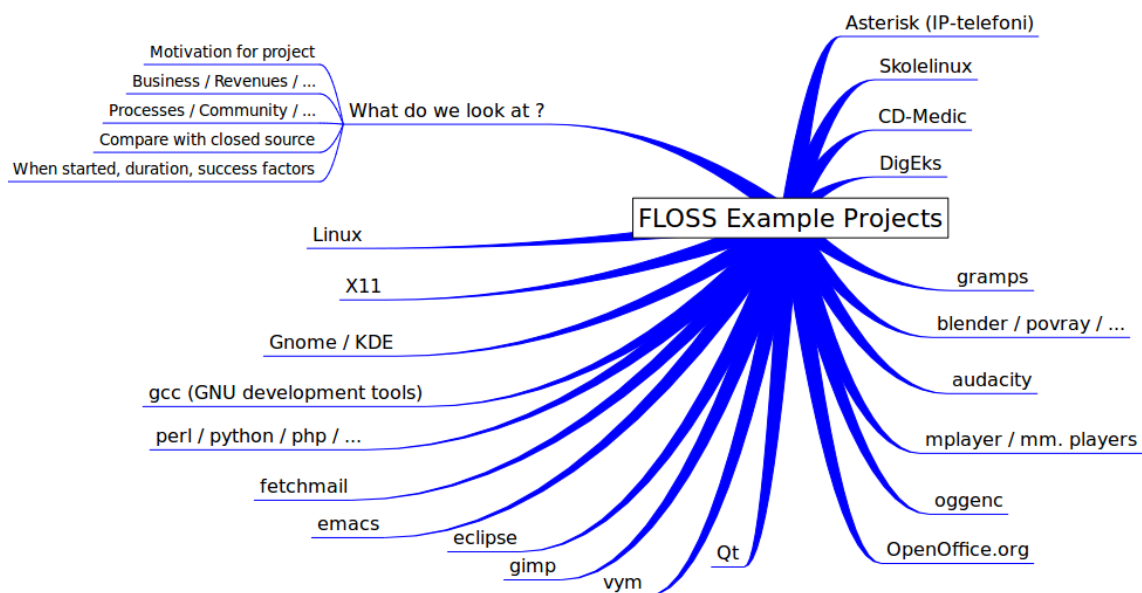 Asterisk (IP-telefoni)
Skolelinux
CD-Medic
DigEks
What do we look at ?
Motivation for project
Business / Revenues / ...
Processes / Community / ...
Compare with closed source
When started, duration, success factors
FLOSS Example Projects
Linux
X11
Gnome / KDE
gcc (GNU development tools)
perl / python / php / ...
fetchmail
emacs
eclipse
gimp
vym
Qt
gramps
blender / povray / ...
audacity
mplayer / mm. players
oggenc
OpenOffice.org